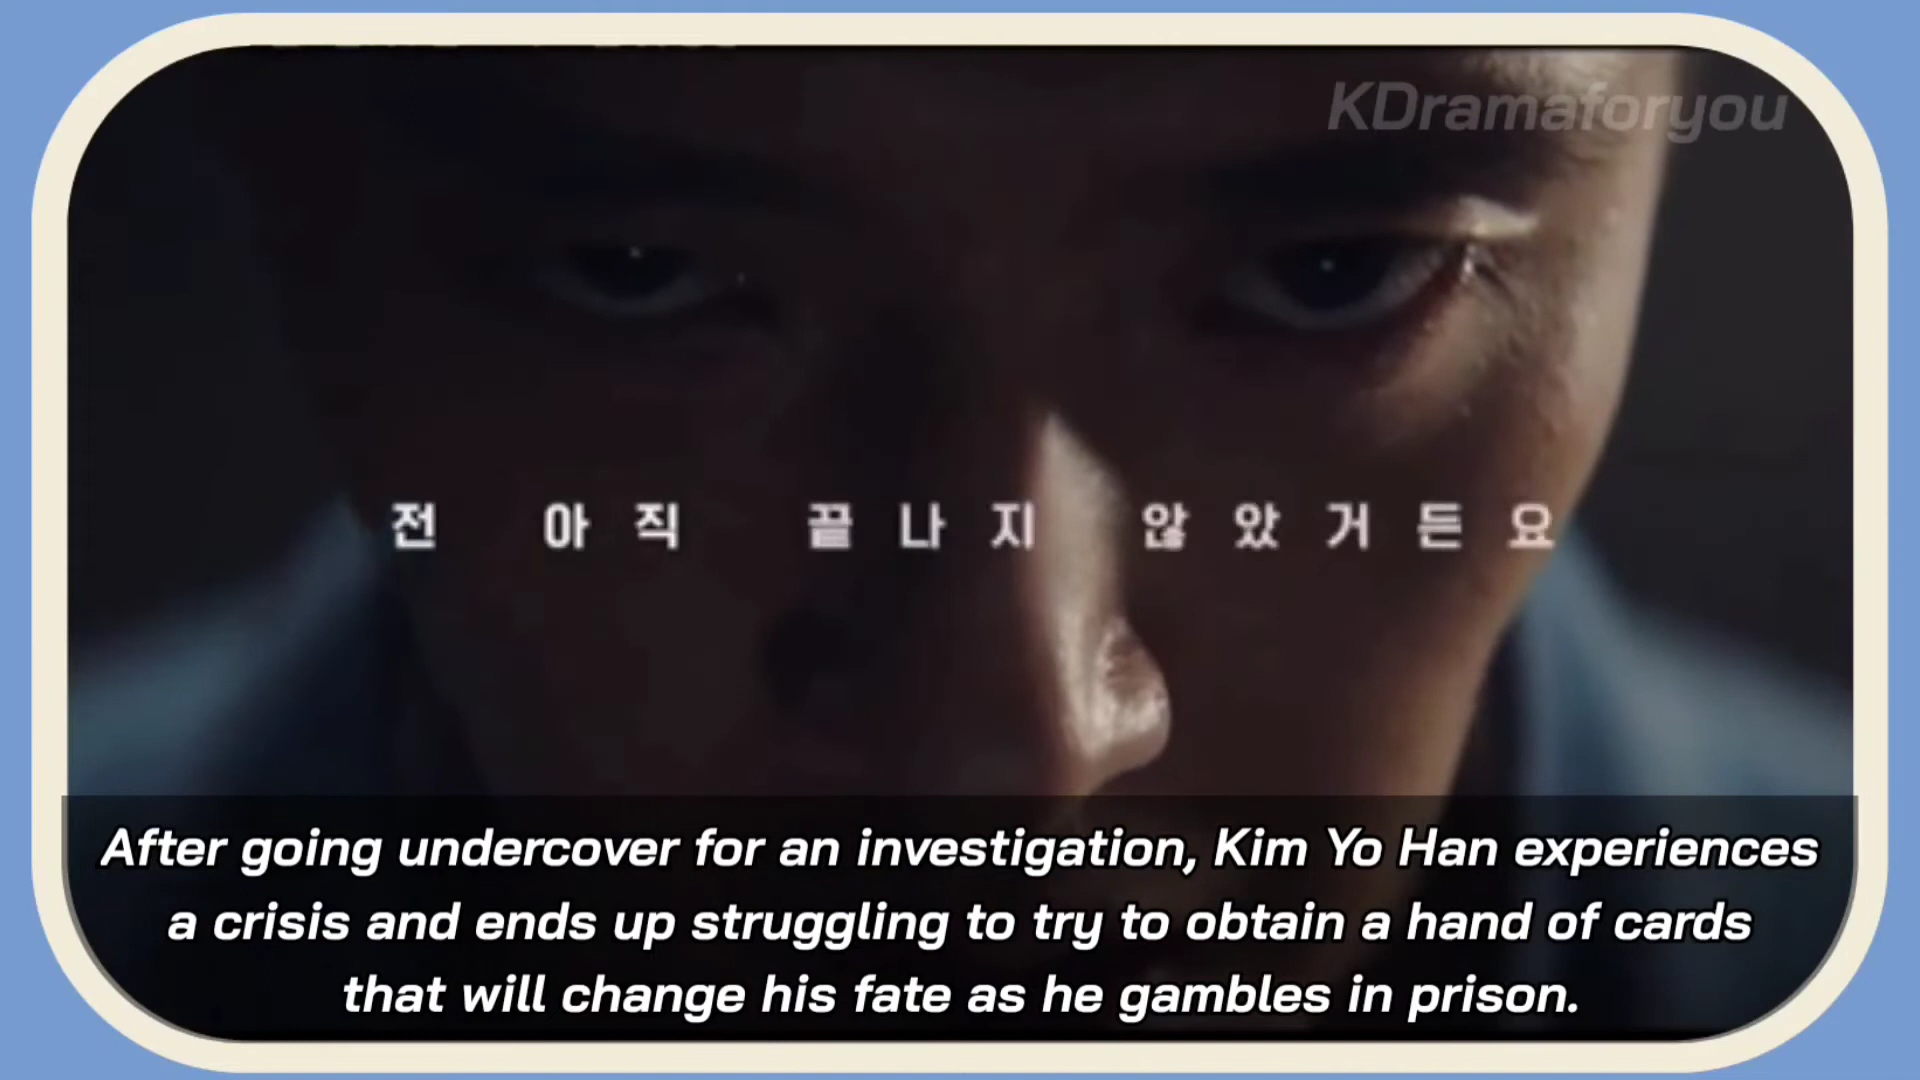 KDramaforyou
전 아직 끝나지 않았거든요
After going undercover for an investigation, Kim Yo Han experiences
a crisis and ends up struggling to try to obtain a hand of cards
that will change his fate as he gambles in prison.